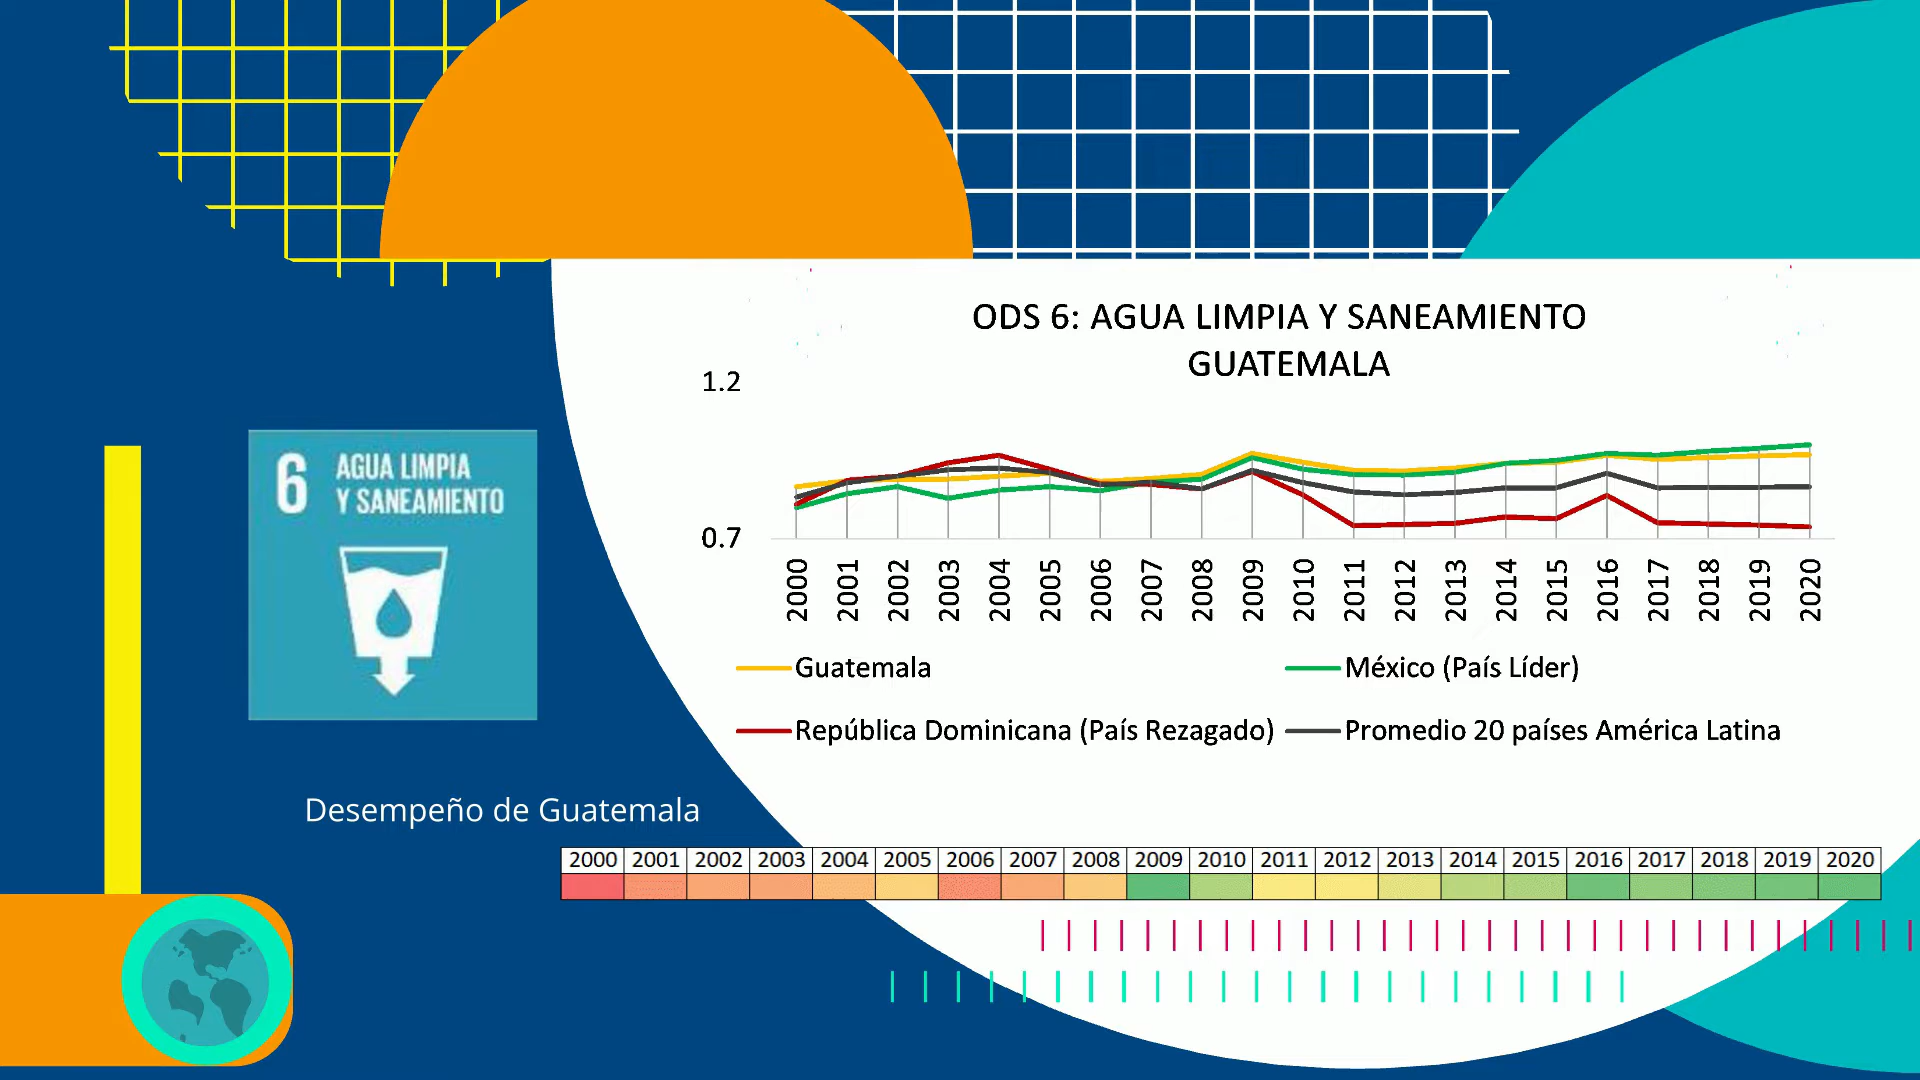 ODS 6: AGUA LIMPIA Y SANEAMIENTO
GUATEMALA
1.2
0.7
2000 2001 2002 2003 2004 2005 2006 2007 2008 2009 2010 2011 2012 2013 2014 2015 2016 2017 2018 2019 2020
Guatemala
México (País Líder)
República Dominicana (País Rezagado)
Promedio 20 países América Latina
6 AGUA LIMPIA
Y SANEAMIENTO
Desempeño de Guatemala
2000 2001 2002 2003 2004 2005 2006 2007 2008 2009 2010 2011 2012 2013 2014 2015 2016 2017 2018 2019 2020